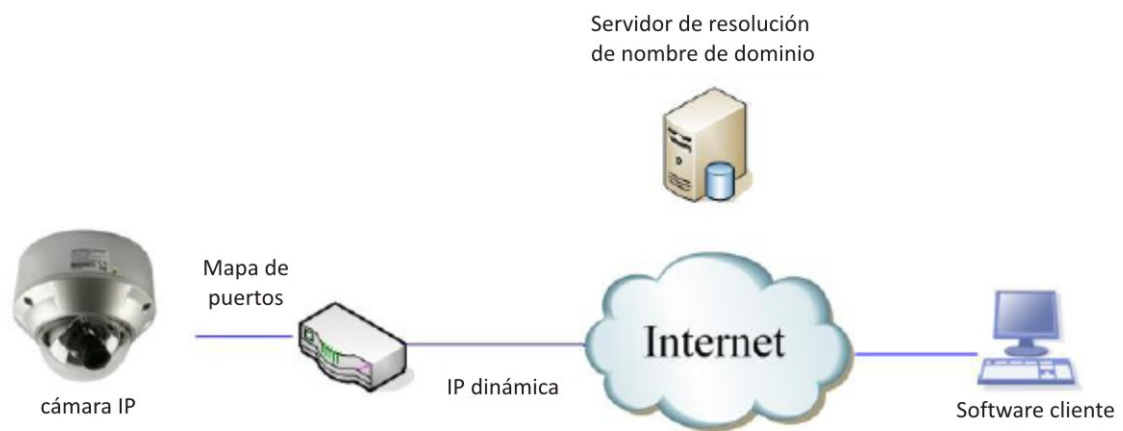 Servidor de resolución
de nombre de dominio
Mapa de
puertos
Internet
IP dinámica
cámara IP
Software cliente